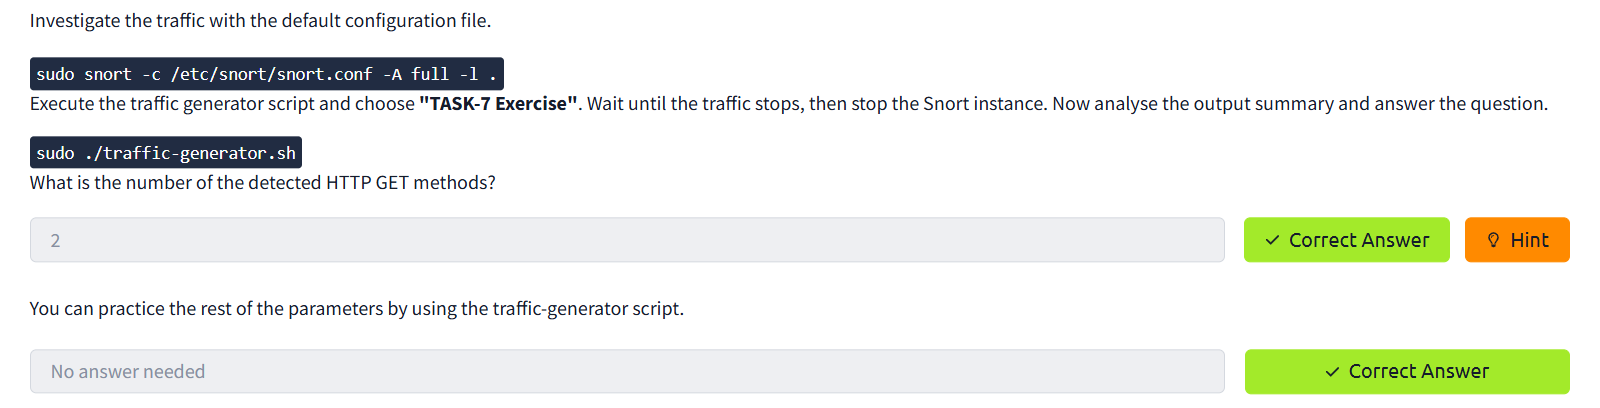 Investigate the traffic with the default configuration file.
sudo snort -c /etc/snort/snort.conf -A full -l .
Execute the traffic generator script and choose "TASK-7 Exercise". Wait until the traffic stops, then stop the Snort instance. Now analyse the output summary and answer the question.
sudo ./traffic-generator.sh
What is the number of the detected HTTP GET methods?
2
Correct Answer
Hint
You can practice the rest of the parameters by using the traffic-generator script.
No answer needed
Correct Answer